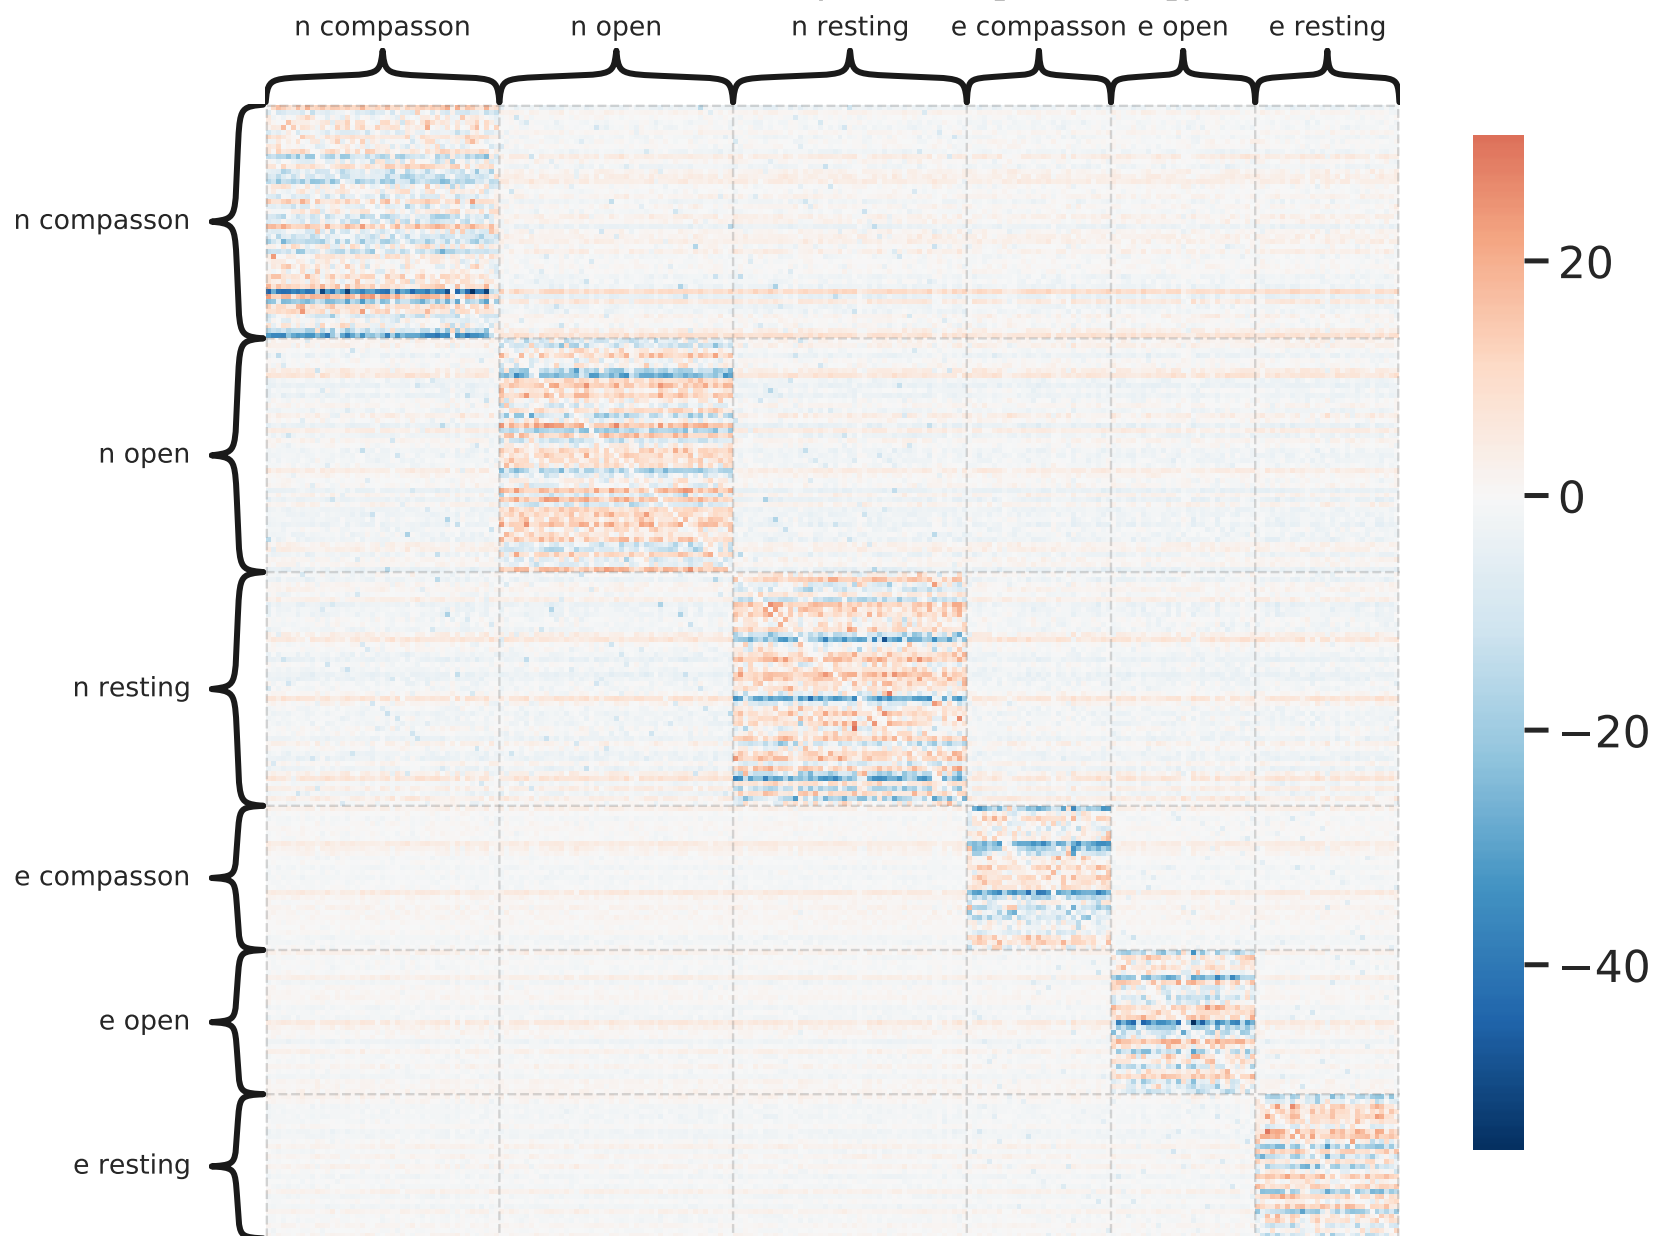 n compasson n open n resting e compasson e open e resting
n compasson
n open
n resting
e compasson
e open
e resting
20
0
−20
−40